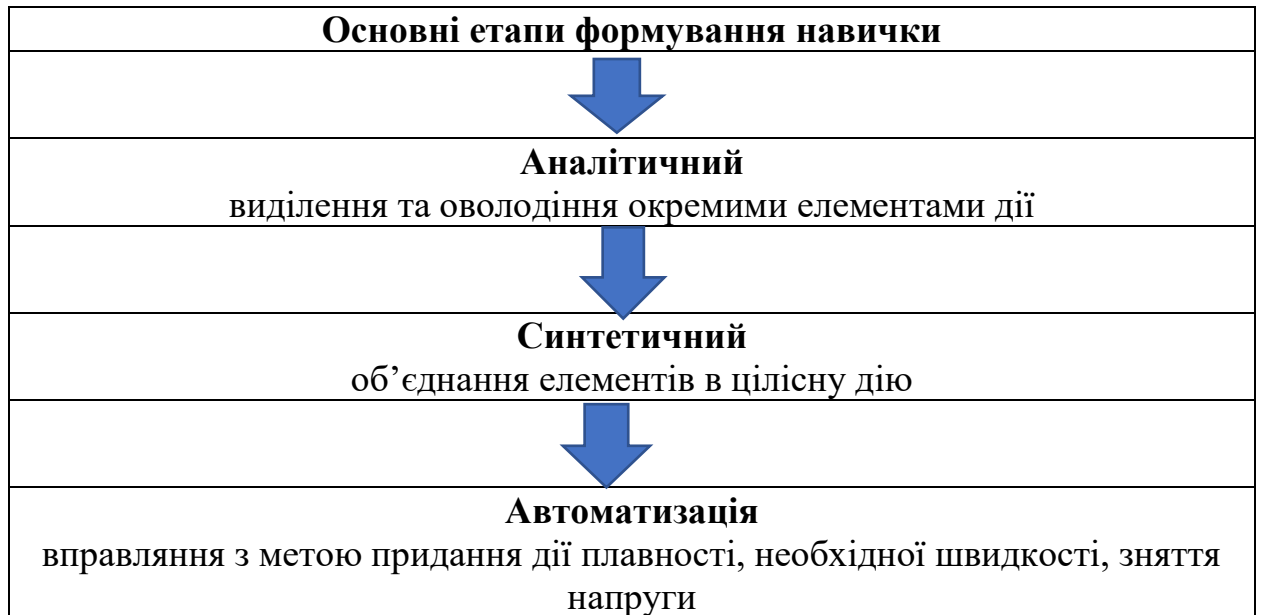 Основні етапи формування навички
Аналітичний
виділення та оволодіння окремими елементами дії
Синтетичний
об’єднання елементів в цілісну дію
Автоматизація
вправляння з метою придання дії плавності, необхідної швидкості, зняття
напруги